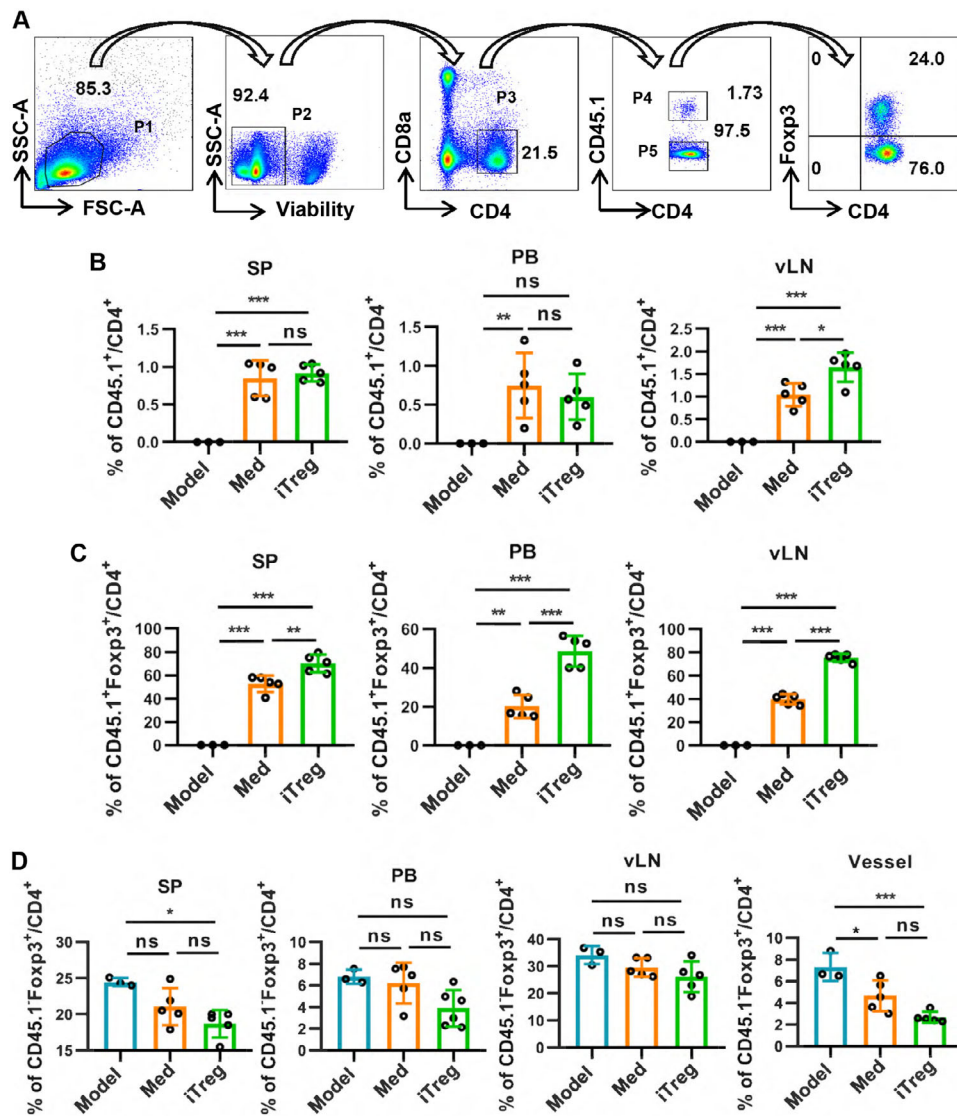 A
85.3
P1
SSC-A
FSC-A
92.4
P2
SSC-A
Viability
P3
21.5
CD8a
CD4
P4
1.73
97.5
P5
CD45.1
CD4
0
24.0
0
76.0
Foxp3
CD4
B
SP
% of CD45.1+/CD4+
***
***
ns
1.5
1.0
0.5
0.0
Model
Med
iTreg
PB
% of CD45.1+/CD4+
ns
**
ns
1.5
1.0
0.5
0.0
Model
Med
iTreg
vLN
% of CD45.1+/CD4+
***
***
*
2.5
2.0
1.5
1.0
0.5
0.0
Model
Med
iTreg
C
SP
% of CD45.1+Foxp3+/CD4+
***
***
**
100
80
60
40
20
0
Model
Med
iTreg
PB
% of CD45.1+Foxp3+/CD4+
***
**
***
60
40
20
0
Model
Med
iTreg
vLN
% of CD45.1+Foxp3+/CD4+
***
***
***
100
80
60
40
20
0
Model
Med
iTreg
D
SP
% of CD45.1-Foxp3+/CD4+
*
ns
ns
30
25
20
15
Model
Med
iTreg
PB
% of CD45.1-Foxp3+/CD4+
ns
ns
ns
10
8
6
4
2
0
Model
Med
iTreg
vLN
% of CD45.1-Foxp3+/CD4+
ns
ns
ns
40
30
20
10
0
Model
Med
iTreg
Vessel
% of CD45.1-Foxp3+/CD4+
***
*
ns
10
8
6
4
2
0
Model
Med
iTreg